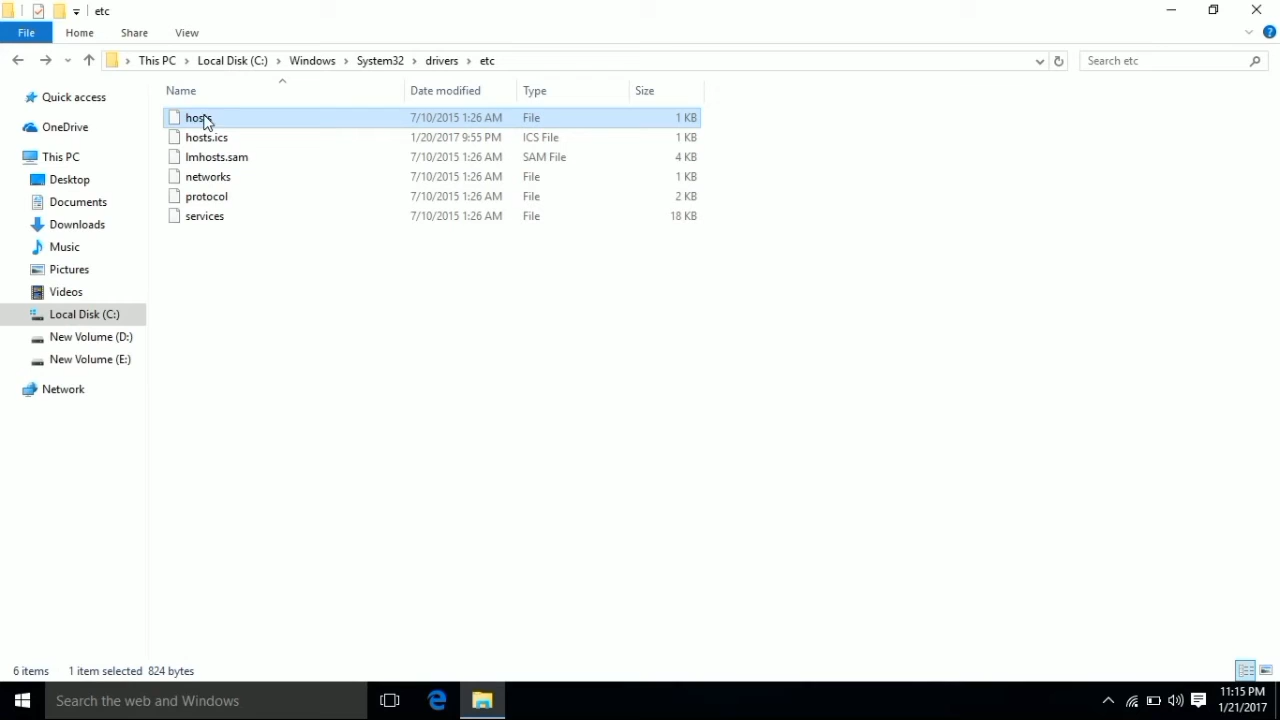 etc
File Home Share View
This PC Local Disk (C:) Windows System32 drivers etc Search etc
Name Date modified Type Size
Quick access
OneDrive
This PC
Desktop
Documents
Downloads
Music
Pictures
Videos
Local Disk (C:)
New Volume (D:)
New Volume (E:)
Network
hosts 7/10/2015 1:26 AM File 1 KB
hosts.ics 1/20/2017 9:55 PM ICS File 1 KB
lmhosts.sam 7/10/2015 1:26 AM SAM File 4 KB
networks 7/10/2015 1:26 AM File 1 KB
protocol 7/10/2015 1:26 AM File 2 KB
services 7/10/2015 1:26 AM File 18 KB
6 items 1 item selected 824 bytes
Search the web and Windows
11:15 PM
1/21/2017